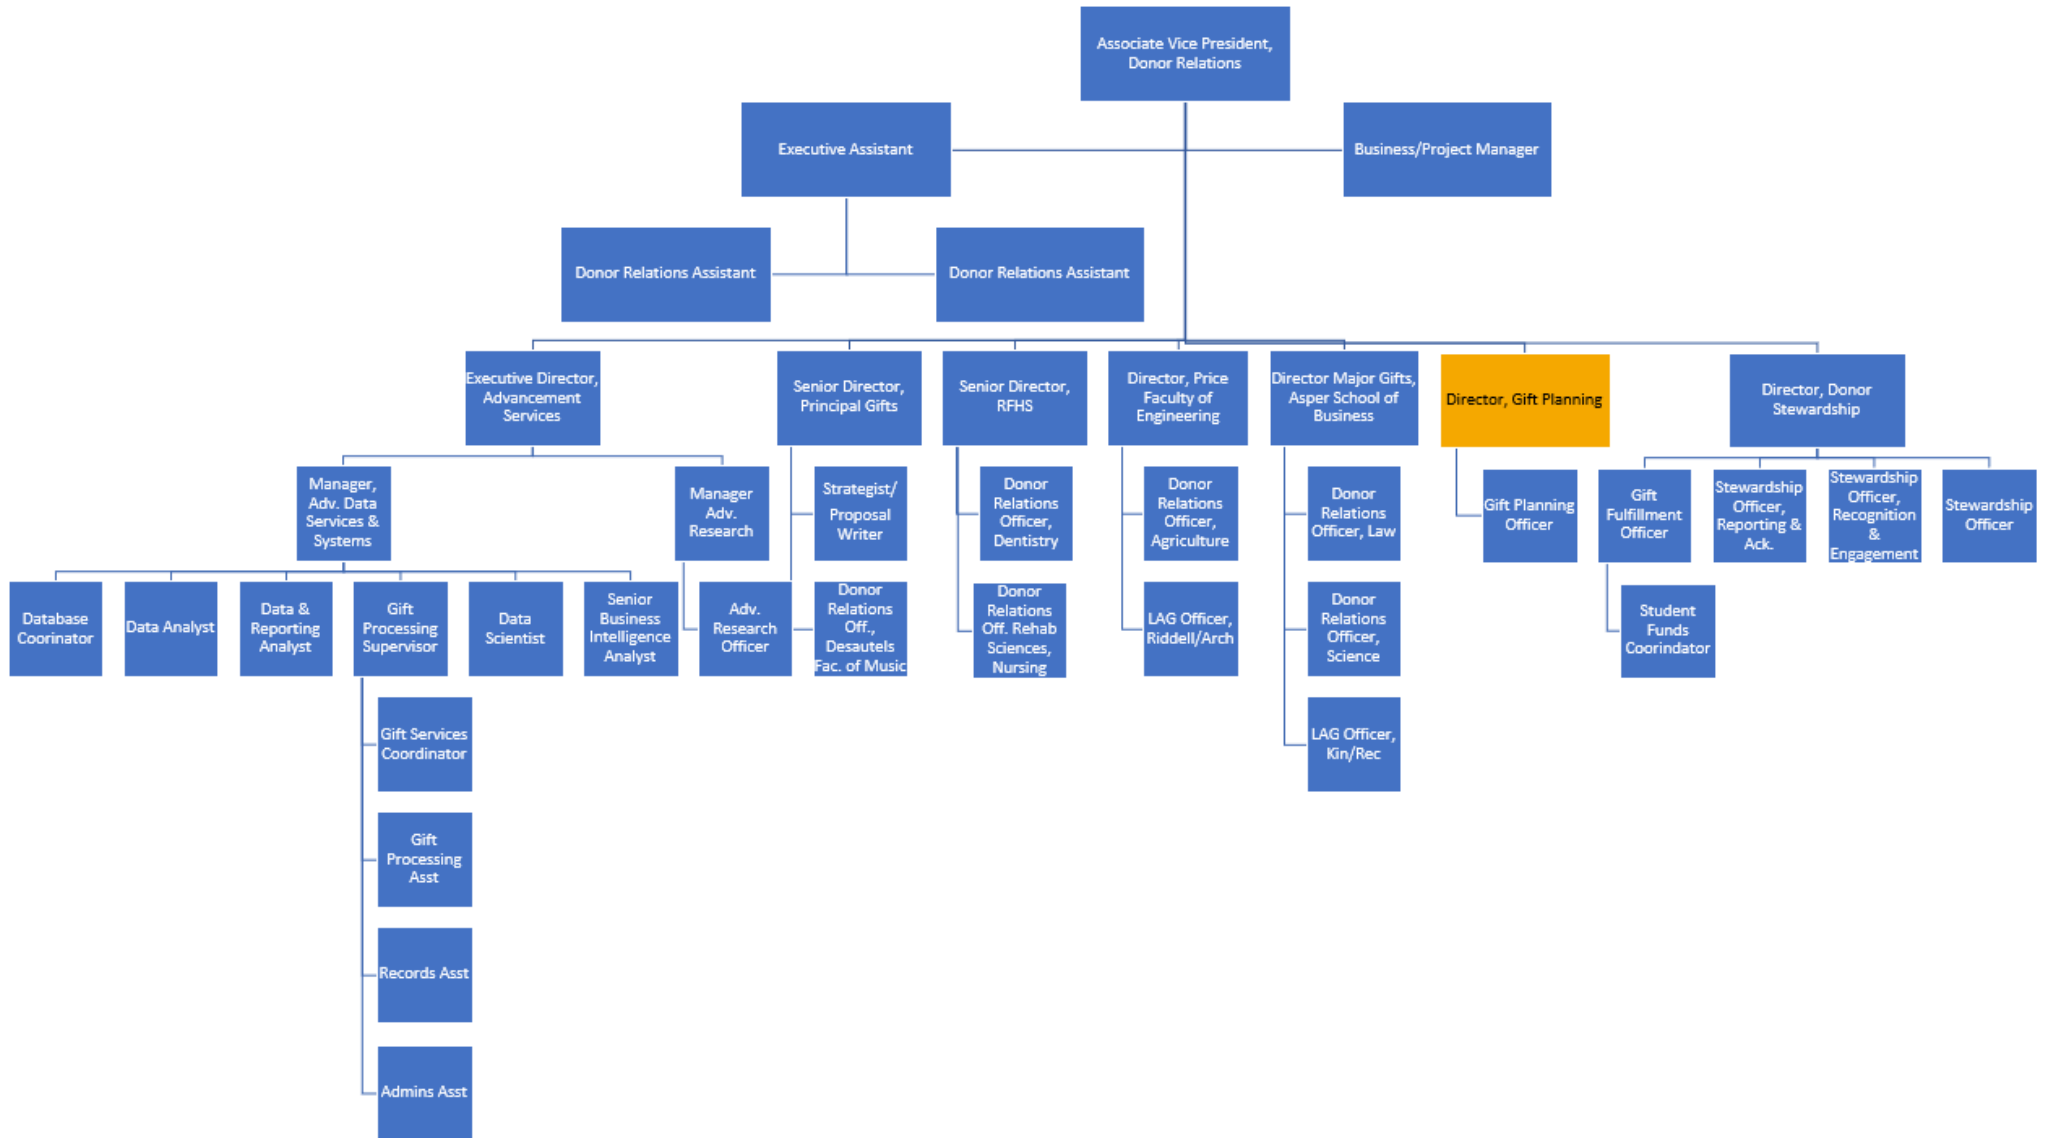 Associate Vice President,
Donor Relations
Executive Assistant
Business/Project Manager
Donor Relations Assistant
Donor Relations Assistant
Executive Director,
Advancement
Services
Senior Director,
Principal Gifts
Senior Director,
RFHS
Director, Price
Faculty of
Engineering
Director Major Gifts,
Asper School of
Business
Director, Gift Planning
Director, Donor
Stewardship
Manager,
Adv. Data
Services &
Systems
Manager
Adv.
Research
Strategist/
Proposal
Writer
Donor
Relations
Officer,
Dentistry
Donor
Relations
Officer,
Agriculture
Donor
Relations
Officer, Law
Gift Planning
Officer
Gift
Fulfillment
Officer
Stewardship
Officer,
Reporting &
Ack.
Stewardship
Officer,
Recognition
&
Engagement
Stewardship
Officer
Database
Coorinator
Data Analyst
Data &
Reporting
Analyst
Gift
Processing
Supervisor
Data
Scientist
Senior
Business
Intelligence
Analyst
Adv.
Research
Officer
Donor
Relations
Off.,
Desautels
Fac. of Music
Donor
Relations
Off. Rehab
Sciences,
Nursing
LAG Officer,
Riddell/Arch
Donor
Relations
Officer,
Science
Student
Funds
Coorindator
Gift Services
Coordinator
LAG Officer,
Kin/Rec
Gift
Processing
Asst
Records Asst
Admins Asst